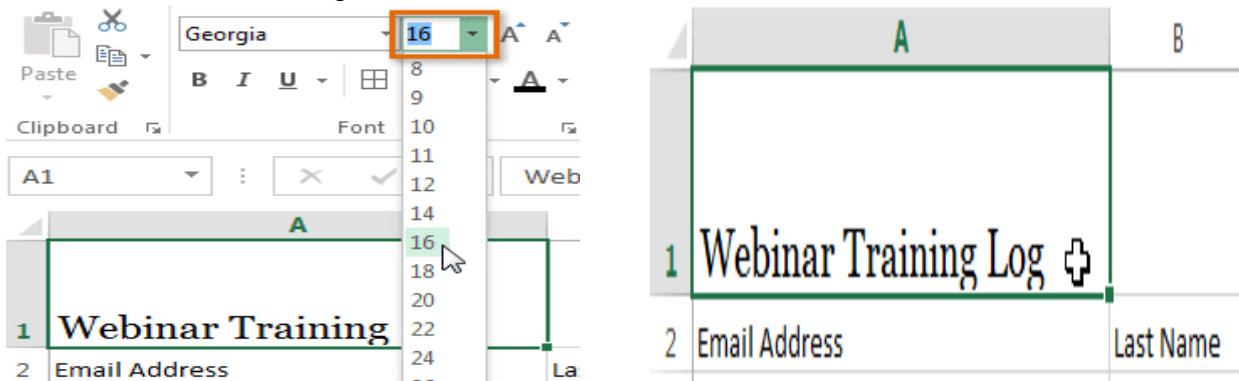 Georgia 16
Paste
B I U A
8
9
Clipboard Font 10
11
A1 12 Web
14
A
16
18
20
1 Webinar Training 22
24
2 Email Address La
A B
1 Webinar Training Log
2 Email Address Last Name